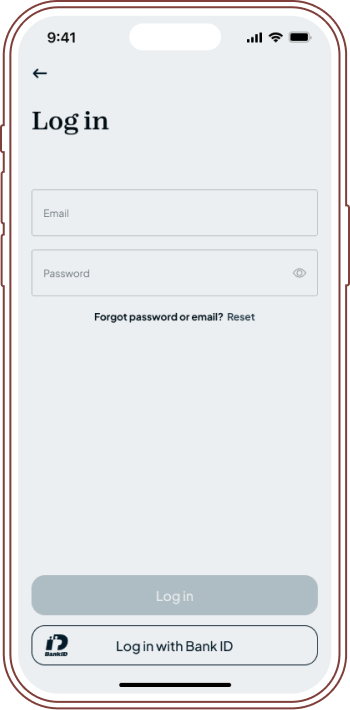 9:41
Log in
Email
Password
Forgot password or email? Reset
Log in
BankID
Log in with Bank ID